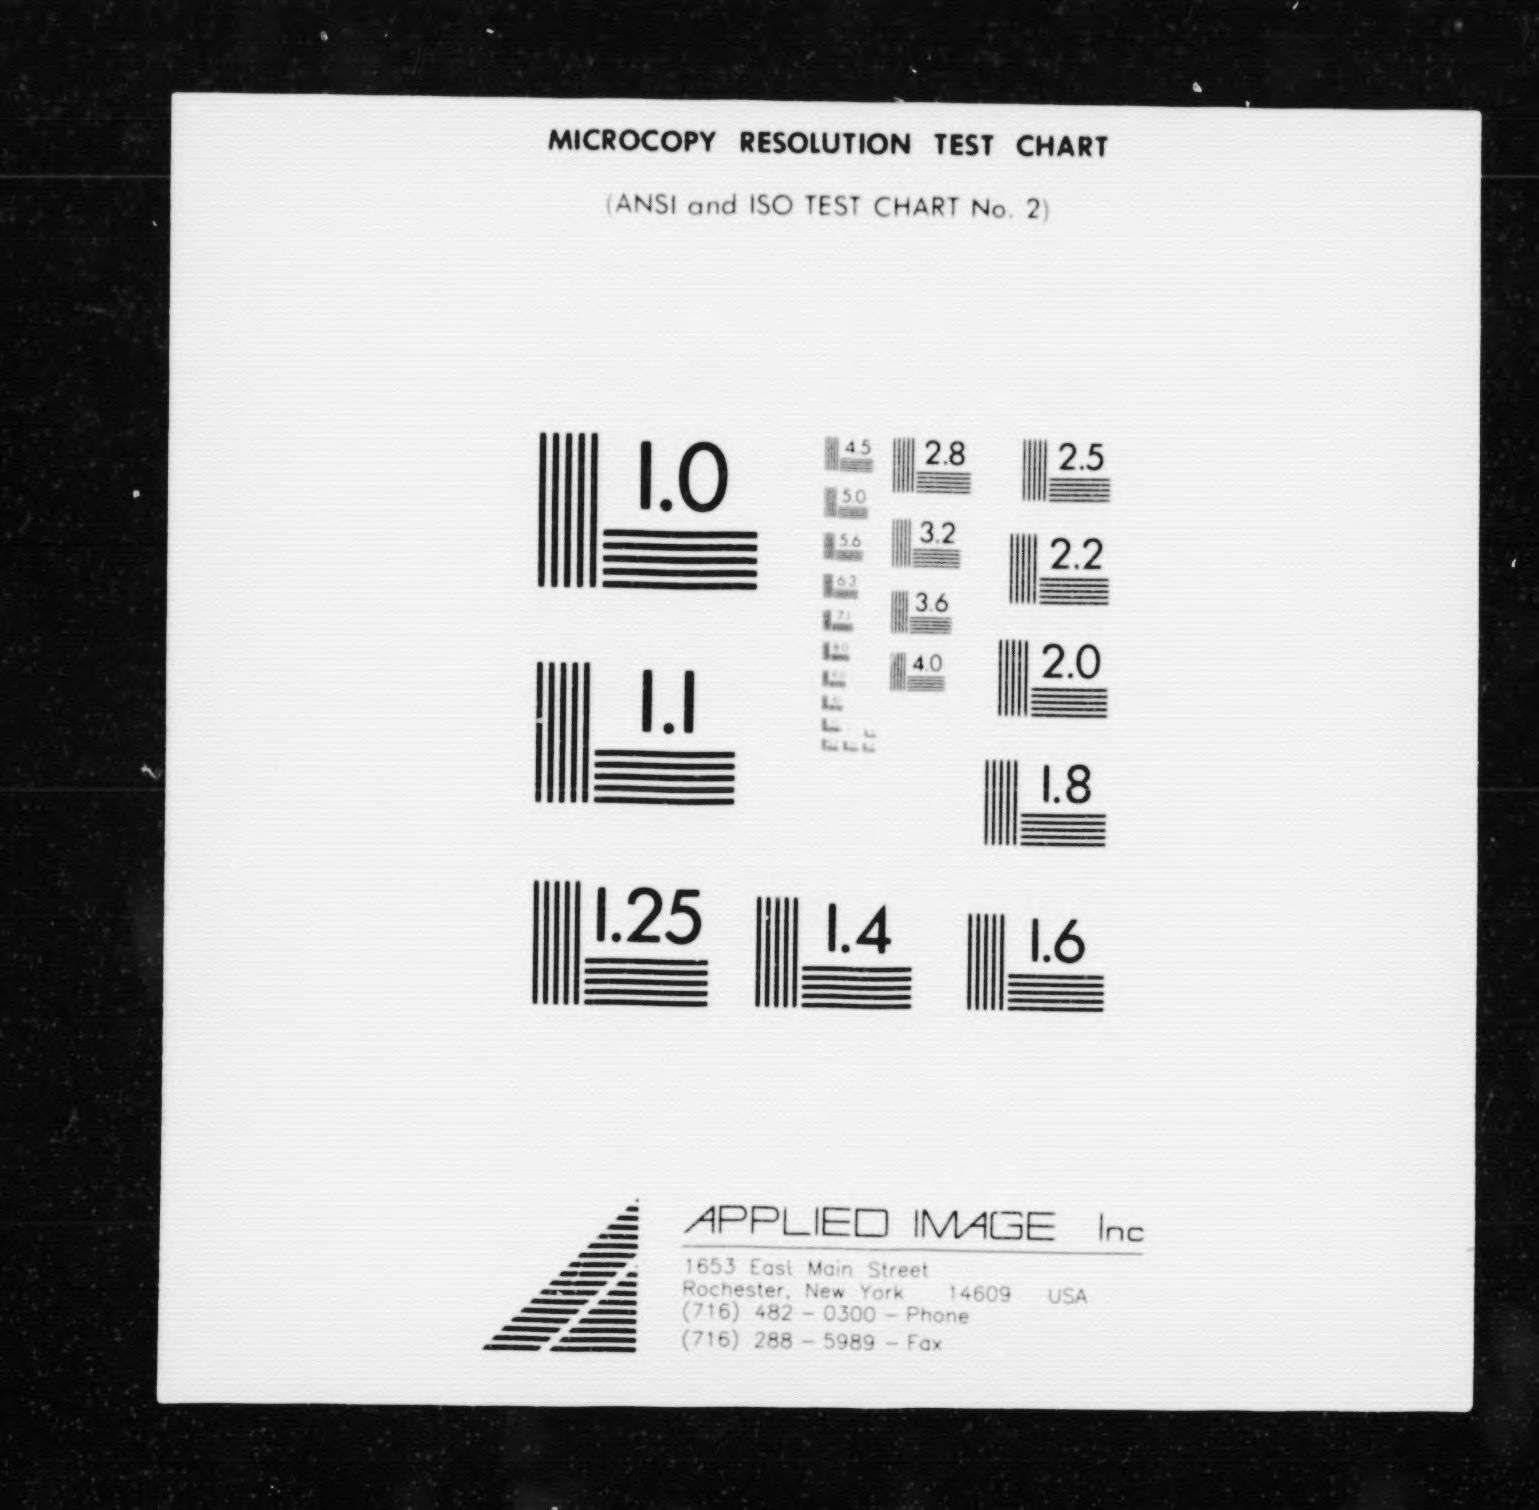 MICROCOPY RESOLUTION TEST CHART
(ANSI and ISO TEST CHART No. 2)
1.0
4.5
2.8
2.5
5.0
3.2
2.2
5.6
6.3
3.6
7.1
1.1
4.0
2.0
1.8
1.25
1.4
1.6
APPLIED IMAGE Inc
1653 East Main Street
Rochester, New York 14609 USA
(716) 482 - 0300 - Phone
(716) 288 - 5989 - Fax